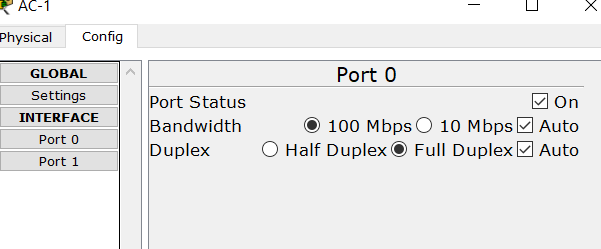 AC-1
Physical Config
GLOBAL
Settings
INTERFACE
Port 0
Port 1
Port 0
Port Status On
Bandwidth 100 Mbps 10 Mbps Auto
Duplex Half Duplex Full Duplex Auto